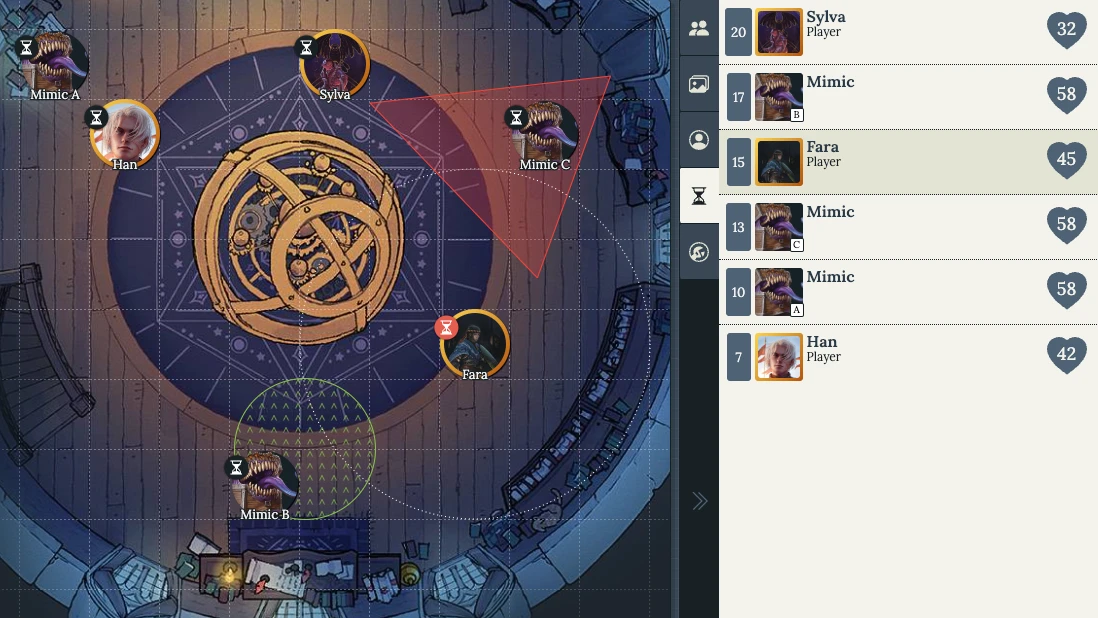 Mimic A
Han
Sylva
Mimic C
Fara
Mimic B
20
Sylva
Player
32
17
Mimic
B
58
15
Fara
Player
45
13
Mimic
C
58
10
Mimic
A
58
7
Han
Player
42